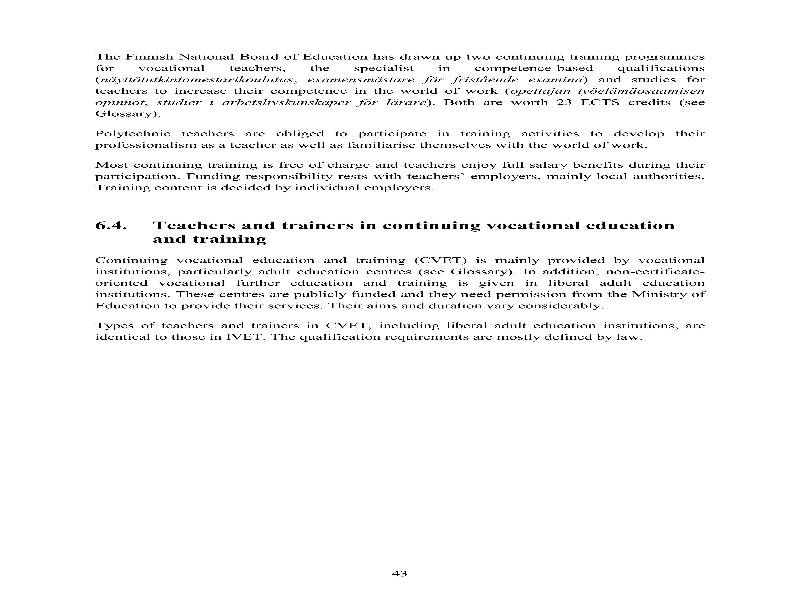 The Finnish National Board of Education has drawn up two continuing training programmes
for vocational teachers, the specialist in competence-based qualifications
(näyttötutkintomestarikoulutus, examensmästare för fristående examina) and studies for
teachers to increase their competence in the world of work (opettajan työelämäosaamisen
opinnot, studier i arbetslivskunskaper för lärare). Both are worth 23 ECTS credits (see
Glossary).
Polytechnic teachers are obliged to participate in training activities to develop their
professionalism as a teacher as well as familiarise themselves with the world of work.
Most continuing training is free of charge and teachers enjoy full salary benefits during their
participation. Funding responsibility rests with teachers' employers, mainly local authorities.
Training content is decided by individual employers.
6.4. Teachers and trainers in continuing vocational education
and training
Continuing vocational education and training (CVET) is mainly provided by vocational
institutions, particularly adult education centres (see Glossary). In addition, non-certificate-
oriented vocational further education and training is given in liberal adult education
institutions. These centres are publicly funded and they need permission from the Ministry of
Education to provide their services. Their aims and duration vary considerably.
Types of teachers and trainers in CVET, including liberal adult education institutions, are
identical to those in IVET. The qualification requirements are mostly defined by law.
43